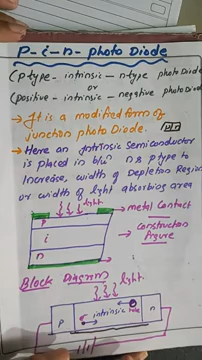 P-i-n-photo Diode
(P type - intrinsic - n type photo Diode
or
(positive - intrinsic - negative photo Diod
→ It is a modified form of
junction photo Diode.
→ Here an Intrinsic Semiconductor
is placed in b/w n & p type to
Increase, width of Depletion Region
or width of light absorbing area
light
→ metal Contact
P
i
n
→ Construction
figure
Block Diagram
light
P
e
intrinsic
hole
n